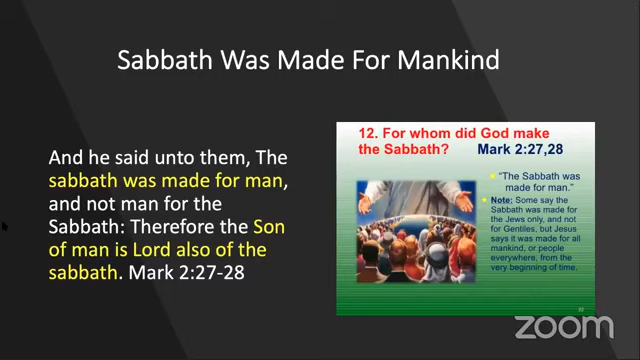 Sabbath Was Made For Mankind
And he said unto them, The
sabbath was made for man,
and not man for the
Sabbath: Therefore the Son
of man is Lord also of the
sabbath. Mark 2:27-28
12. For whom did God make
the Sabbath? Mark 2:27,28
"The Sabbath was
made for man."
Note: Some say the
Sabbath was made for
the Jews only, and not
for Gentiles, but Jesus
says it was made for all
mankind, or people
everywhere, from the
very beginning of time.
zoom